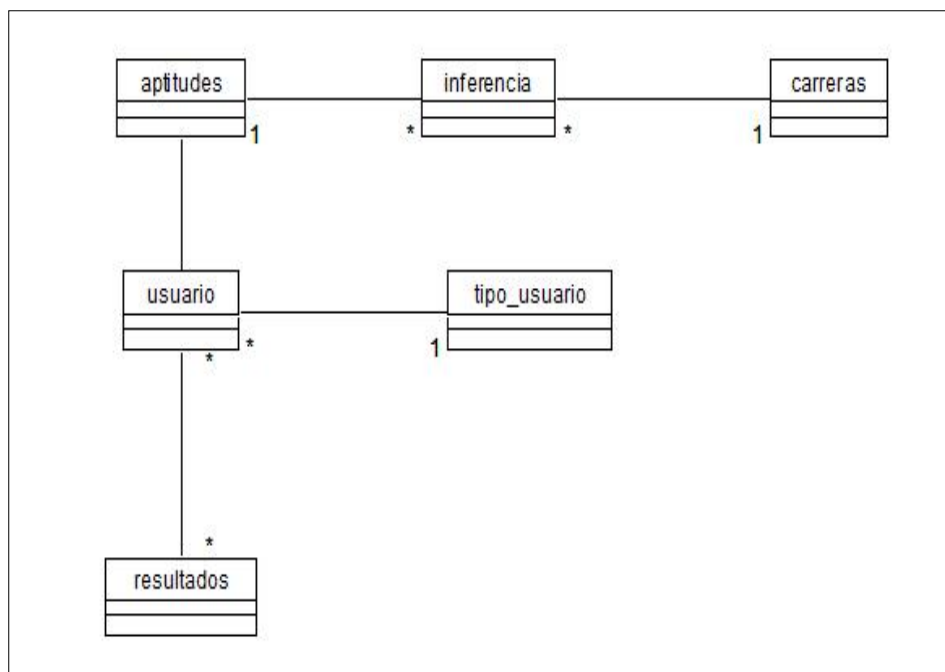 aptitudes
inferencia
carreras
1
*
*
1
usuario
tipo_usuario
*
*
1
*
resultados